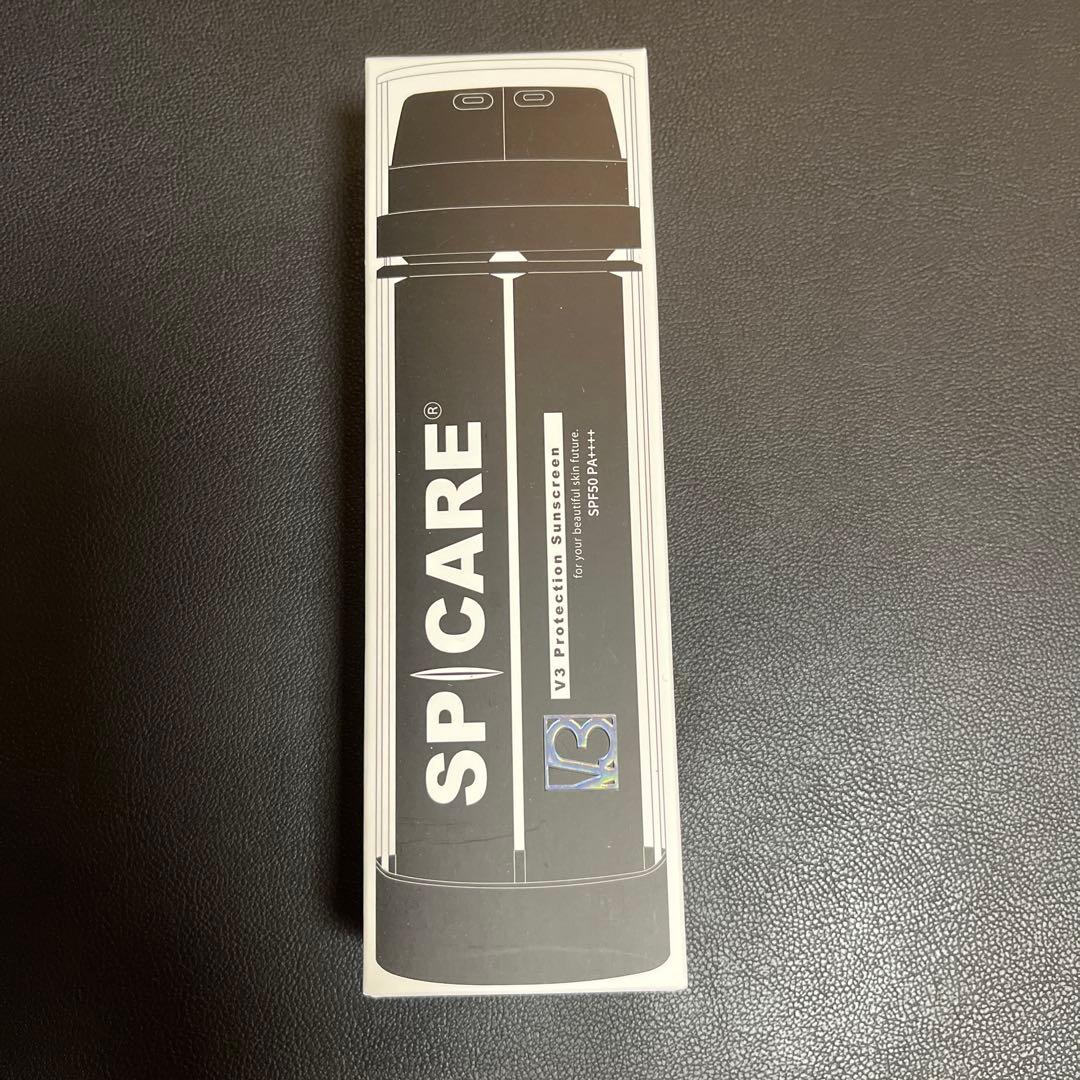 SPICARE®
V3 Protection Sunscreen
for your beautiful skin future.
SPF50 PA++++
V3